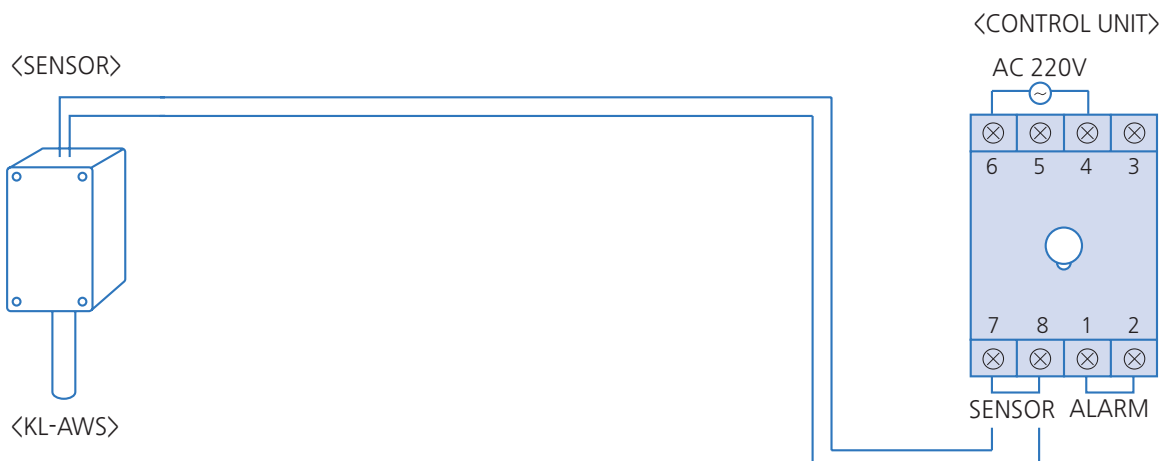 〈CONTROL UNIT〉
〈SENSOR〉
AC 220V
6 5 4 3
7 8 1 2
SENSOR ALARM
〈KL-AWS〉